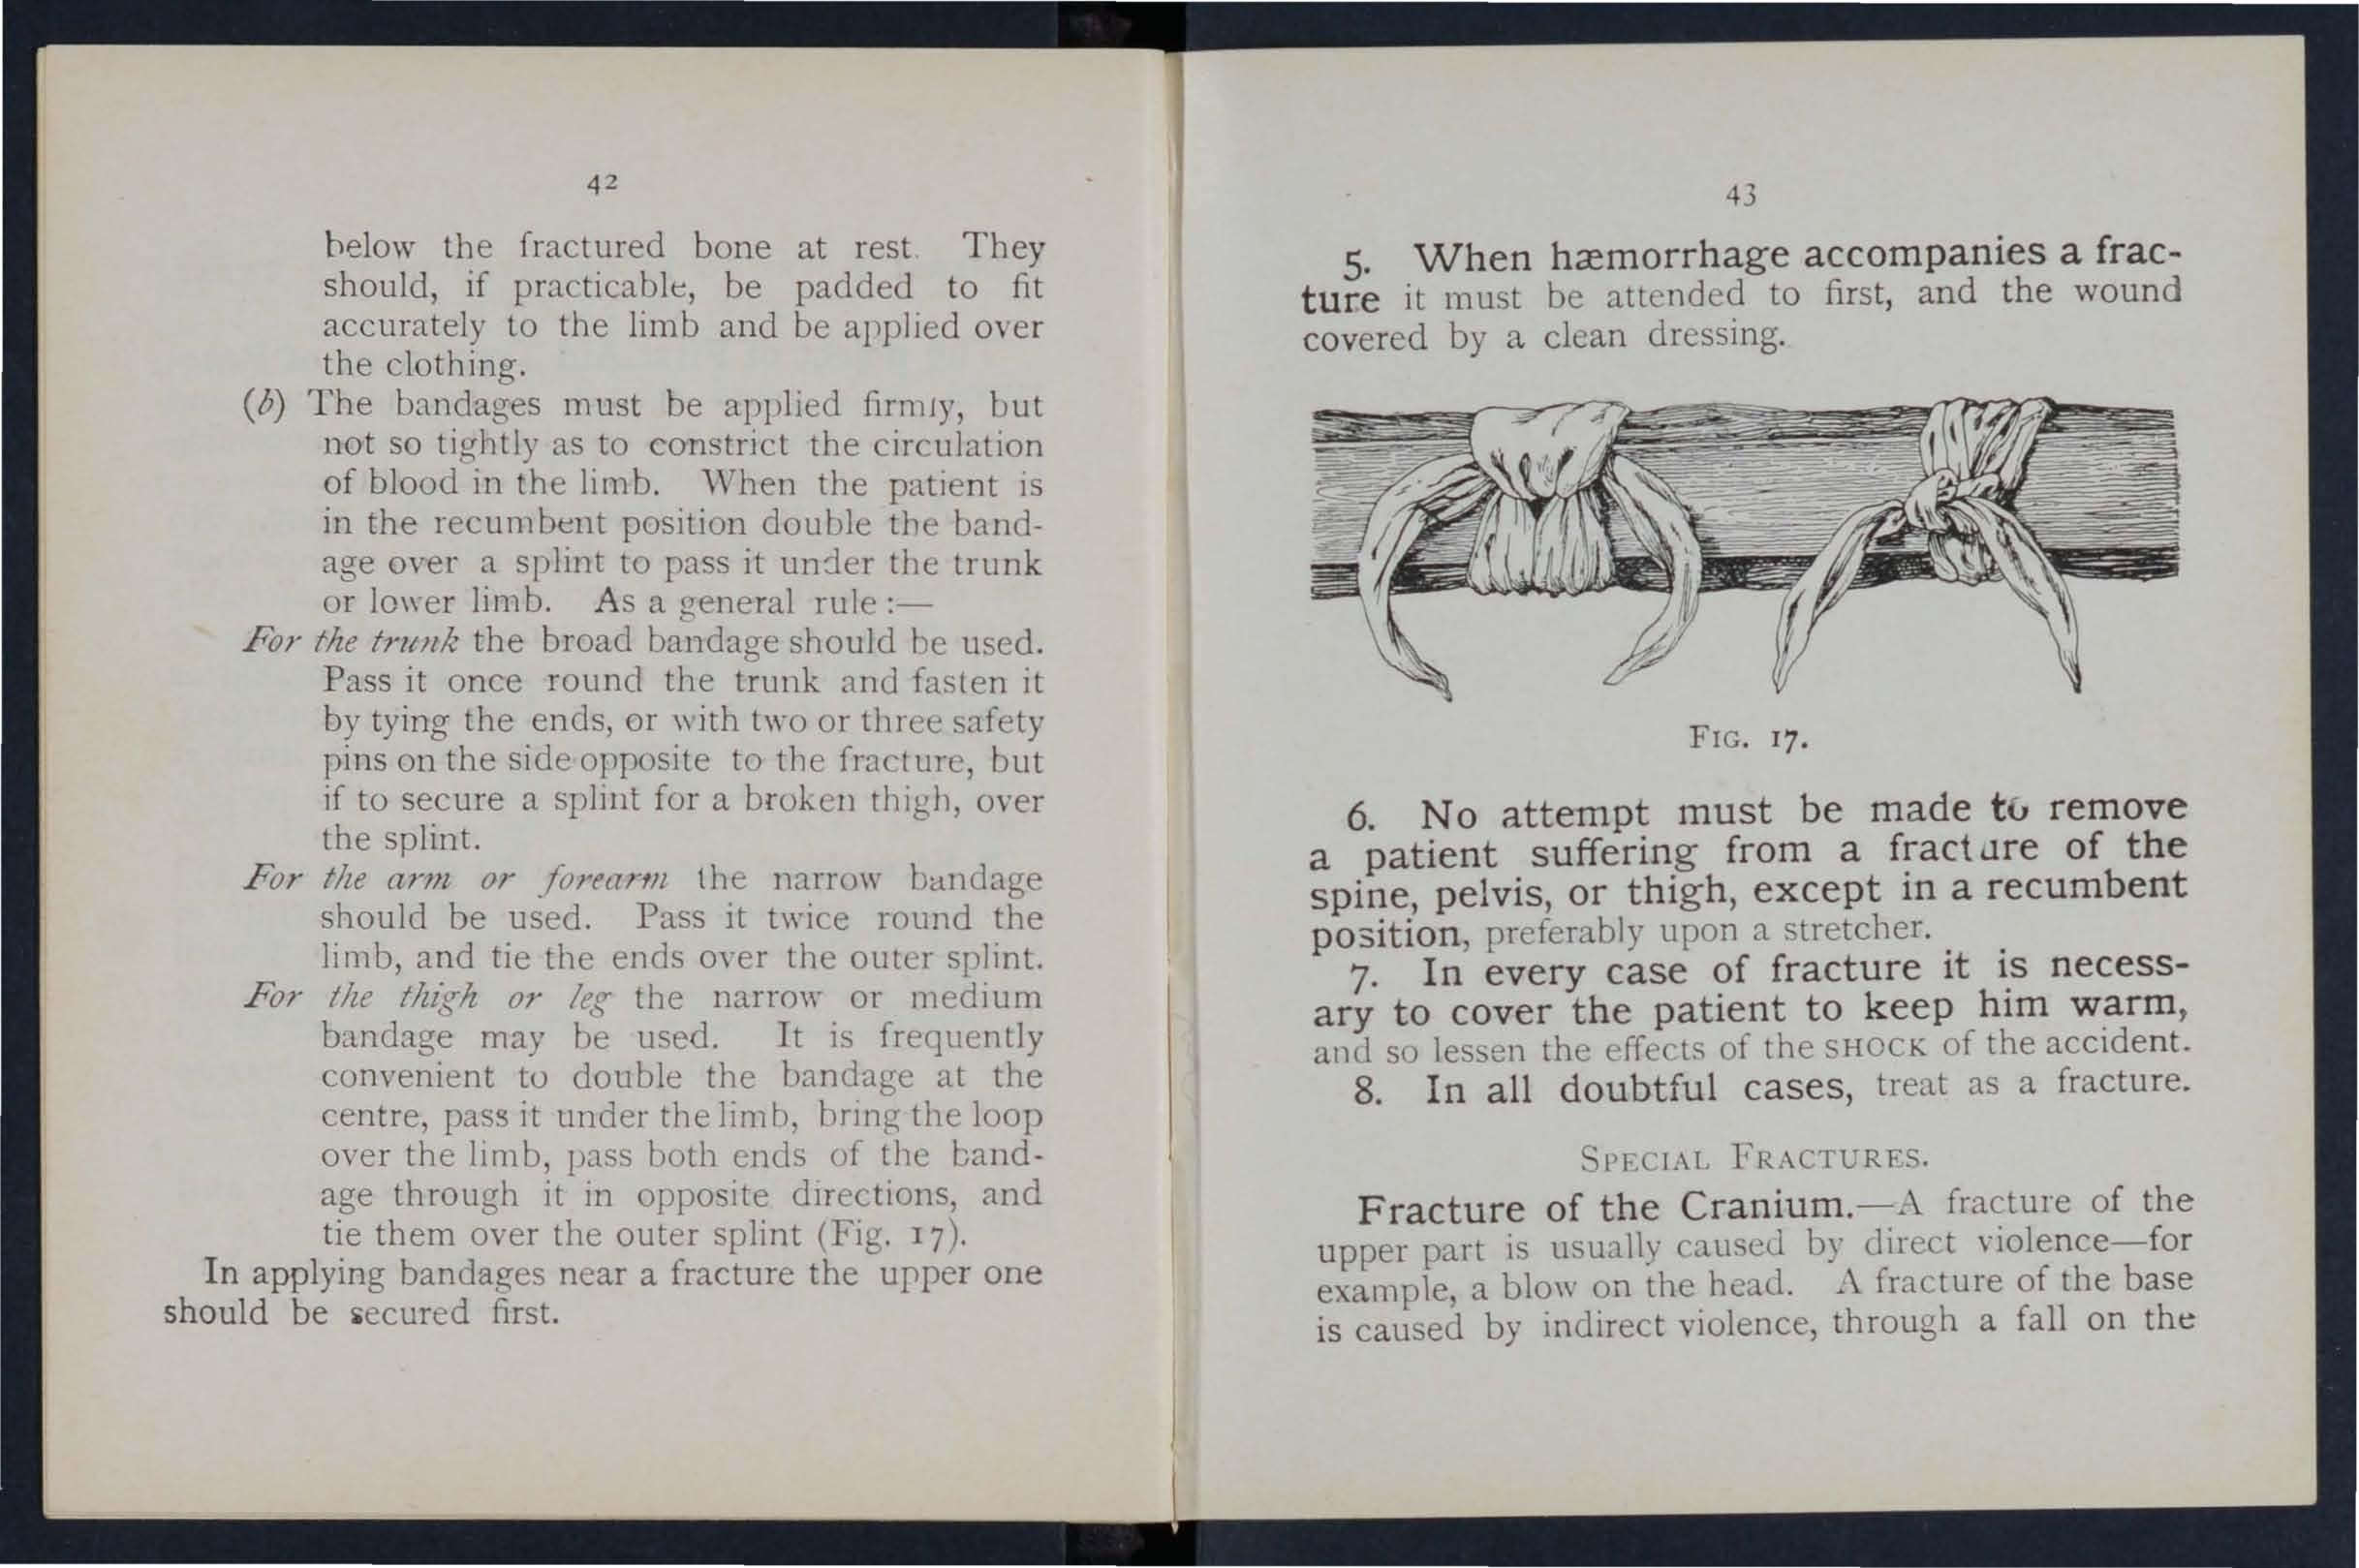 42
below the fractured bone at rest. They
should, if practicable, be padded to fit
accurately to the limb and be applied over
the clothing.
(b) The bandages must be applied firmly, but
not so tightly as to constrict the circulation
of blood in the limb. When the patient is
in the recumbent position double the band-
age over a splint to pass it under the trunk
or lower limb. As a general rule :—
For the trunk the broad bandage should be used.
Pass it once round the trunk and fasten it
by tying the ends, or with two or three safety
pins on the side opposite to the fracture, but
if to secure a splint for a broken thigh, over
the splint.
For the arm or forearm the narrow bandage
should be used. Pass it twice round the
limb, and tie the ends over the outer splint.
For the thigh or leg the narrow or medium
bandage may be used. It is frequently
convenient to double the bandage at the
centre, pass it under the limb, bring the loop
over the limb, pass both ends of the band-
age through it in opposite directions, and
tie them over the outer splint (Fig. 17).
In applying bandages near a fracture the upper one
should be secured first.
43
5. When hæmorrhage accompanies a frac-
ture it must be attended to first, and the wound
covered by a clean dressing.
FIG. 17.
6. No attempt must be made to remove
a patient suffering from a fracture of the
spine, pelvis, or thigh, except in a recumbent
position, preferably upon a stretcher.
7. In every case of fracture it is necess-
ary to cover the patient to keep him warm,
and so lessen the effects of the SHOCK of the accident.
8. In all doubtful cases, treat as a fracture.
SPECIAL FRACTURES.
Fracture of the Cranium.—A fracture of the
upper part is usually caused by direct violence—for
example, a blow on the head. A fracture of the base
is caused by indirect violence, through a fall on the